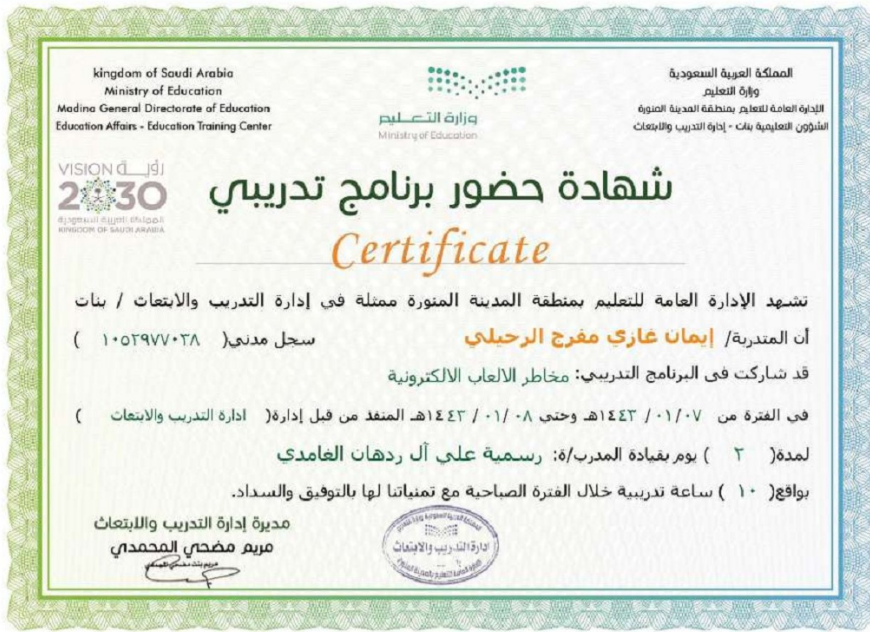 kingdom of Saudi Arabia
Ministry of Education
Madina General Directorate of Education
Education Affairs - Education Training Center
وزارة التعليم
Ministry of Education
المملكة العربية السعودية
وزارة التعليم
الإدارة العامة للتعليم بمنطقة المدينة المنورة
الشؤون التعليمية بنات - إدارة التدريب والابتعاث
VISION رؤية
2030
المملكة العربية السعودية
KINGDOM OF SAUDI ARABIA
شهادة حضور برنامج تدريبي
Certificate
تشهد الإدارة العامة للتعليم بمنطقة المدينة المنورة ممثلة في إدارة التدريب والابتعاث / بنات
أن المتدربة/ إيمان غازي مفرح الرحيلي سجل مدني( ١٠٥٢٩٧٧٠٣٨ )
قد شاركت في البرنامج التدريبي: مخاطر الالعاب الالكترونية
في الفترة من ٠٧/ ٠١/ ١٤٤٣هـ وحتى ٠٨/ ٠١/ ١٤٤٣هـ المنفذ من قبل إدارة( ادارة التدريب والابتعاث )
لمدة( ٢ ) يوم بقيادة المدرب/ة: رسمية علي آل ردهان الغامدي
بواقع( ١٠ ) ساعة تدريبية خلال الفترة الصباحية مع تمنياتنا لها بالتوفيق والسداد.
مديرة إدارة التدريب والابتعاث
مريم مضحي المحمدي
إدارة التدريب والابتعاث